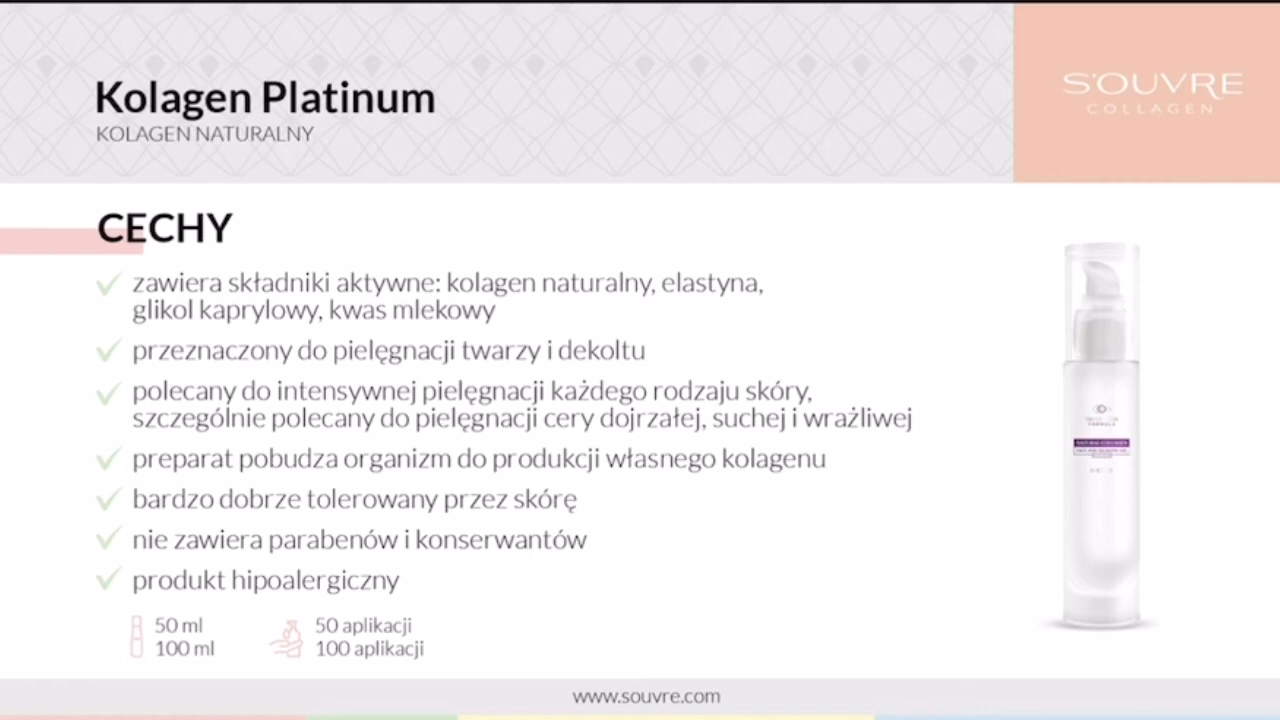 Kolagen Platinum
KOLAGEN NATURALNY
S'OUVRE
COLLAGEN
CECHY
zawiera składniki aktywne: kolagen naturalny, elastyna,
glikol kaprylowy, kwas mlekowy
przeznaczony do pielęgnacji twarzy i dekoltu
polecany do intensywnej pielęgnacji każdego rodzaju skóry,
szczególnie polecany do pielęgnacji cery dojrzałej, suchej i wrażliwej
preparat pobudza organizm do produkcji własnego kolagenu
bardzo dobrze tolerowany przez skórę
nie zawiera parabenów i konserwantów
produkt hipoalergiczny
50 ml
100 ml
50 aplikacji
100 aplikacji
www.souvre.com